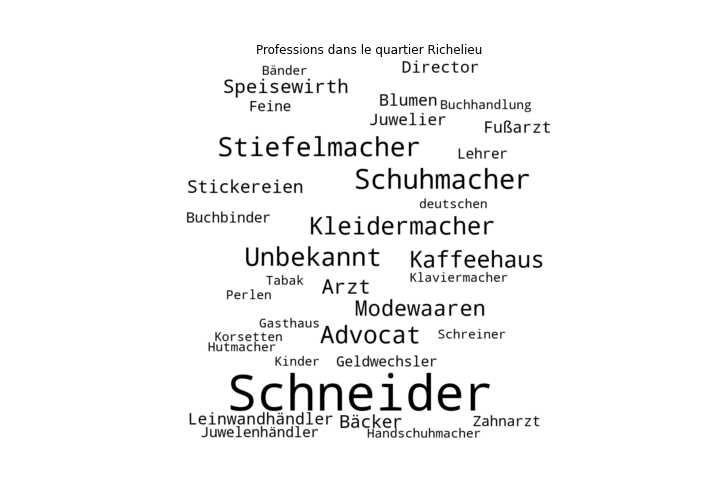 Professions dans le quartier Richelieu
Bänder
Director
Speisewirth
Blumen
Buchhandlung
Feine
Juwelier
Fußarzt
Stiefelmacher
Lehrer
Schuhmacher
Stickereien
deutschen
Buchbinder
Kleidermacher
Unbekannt
Kaffeehaus
Klaviermacher
Tabak
Arzt
Perlen
Modewaaren
Gasthaus
Advocat
Schreiner
Korsetten
Hutmacher
Kinder
Geldwechsler
Schneider
Leinwandhändler
Bäcker
Zahnarzt
Juwelenhändler
Handschuhmacher